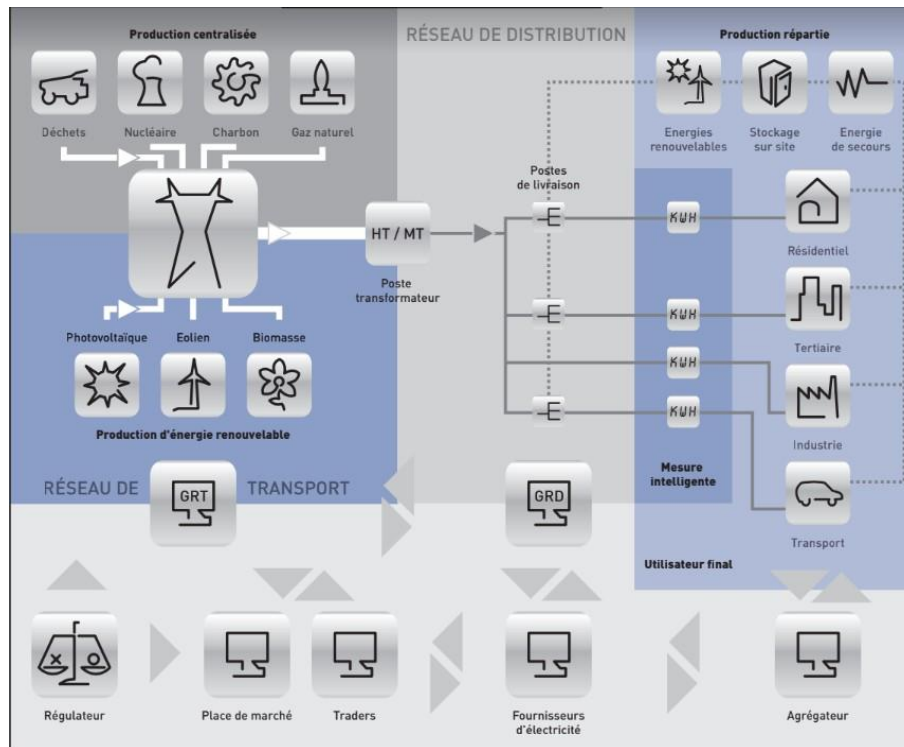 Production centralisée
RÉSEAU DE DISTRIBUTION
Production répartie
Déchets
Nucléaire
Charbon
Gaz naturel
Energies
renouvelables
Stockage
sur site
Energie
de secours
Postes
de livraison
HT / MT
Poste
transformateur
KWH
Résidentiel
Photovoltaïque
Eolien
Biomasse
KWH
Tertiaire
KWH
Production d'énergie renouvelable
KWH
Industrie
RÉSEAU DE
GRT
TRANSPORT
GRD
Mesure
intelligente
Transport
Utilisateur final
Régulateur
Place de marché
Traders
Fournisseurs
d'électricité
Agrégateur